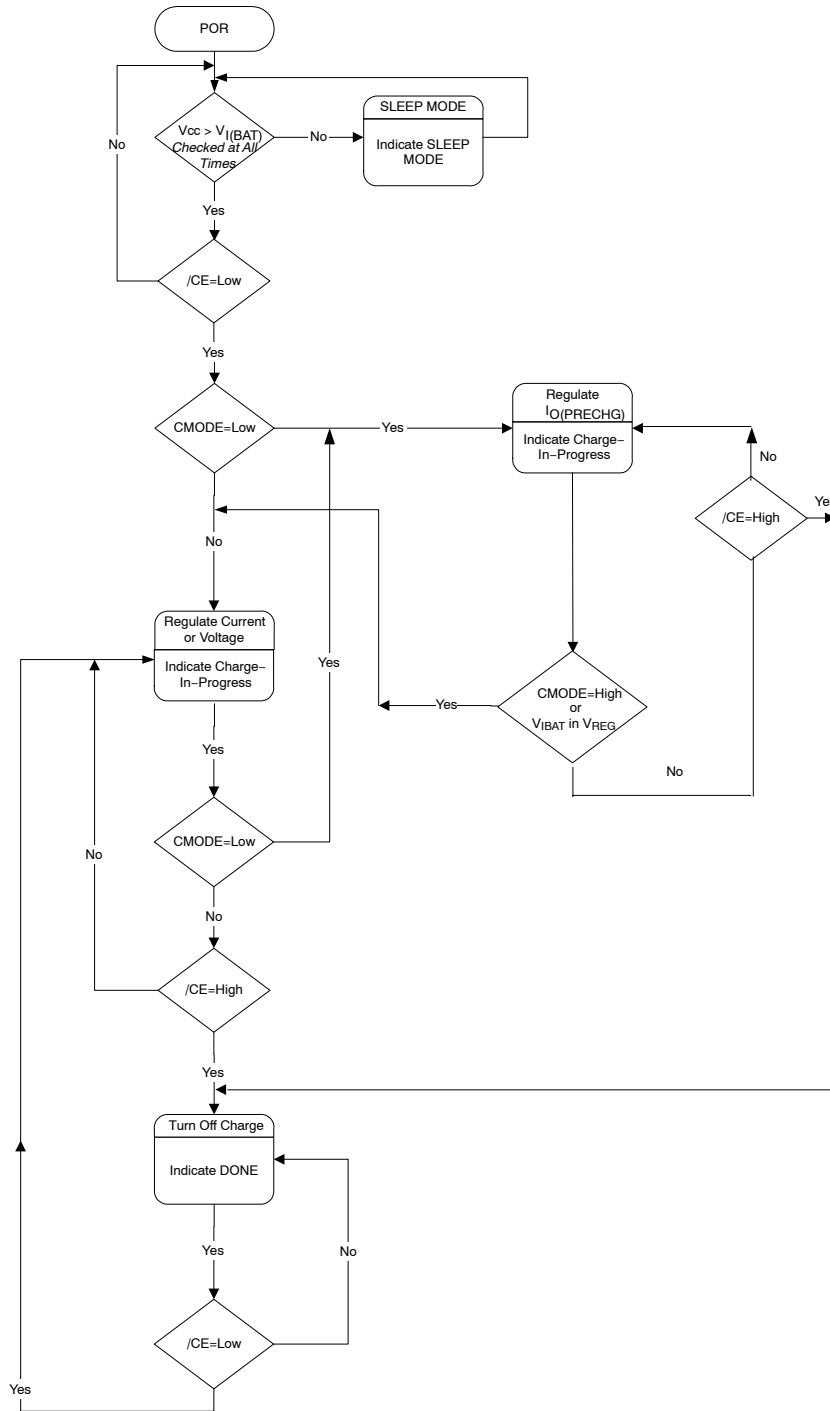 POR
Vcc > VI(BAT)
Checked at All
Times
No
No
SLEEP MODE
Indicate SLEEP
MODE
Yes
/CE=Low
Yes
CMODE=Low
Yes
Regulate
IO(PRECHG)
Indicate Charge–
In–Progress
No
/CE=High
Ye
No
Regulate Current
or Voltage
Indicate Charge–
In–Progress
Yes
Yes
CMODE=High
or
VIBAT in VREG
Yes
No
CMODE=Low
No
No
/CE=High
Yes
Turn Off Charge
Indicate DONE
Yes
No
/CE=Low
Yes